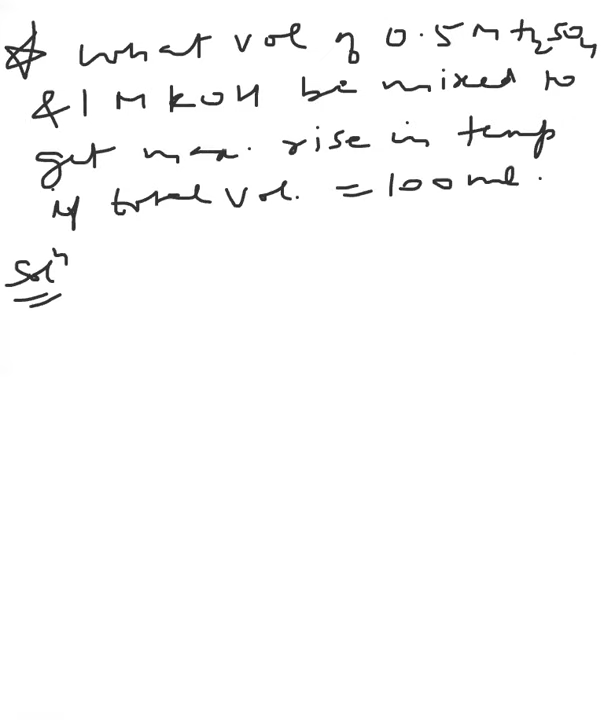 ☆ What vol of 0.5 M H₂SO₄
& 1 M KOH be mixed to
get max. rise in temp
if total vol. = 100 ml.
Solⁿ